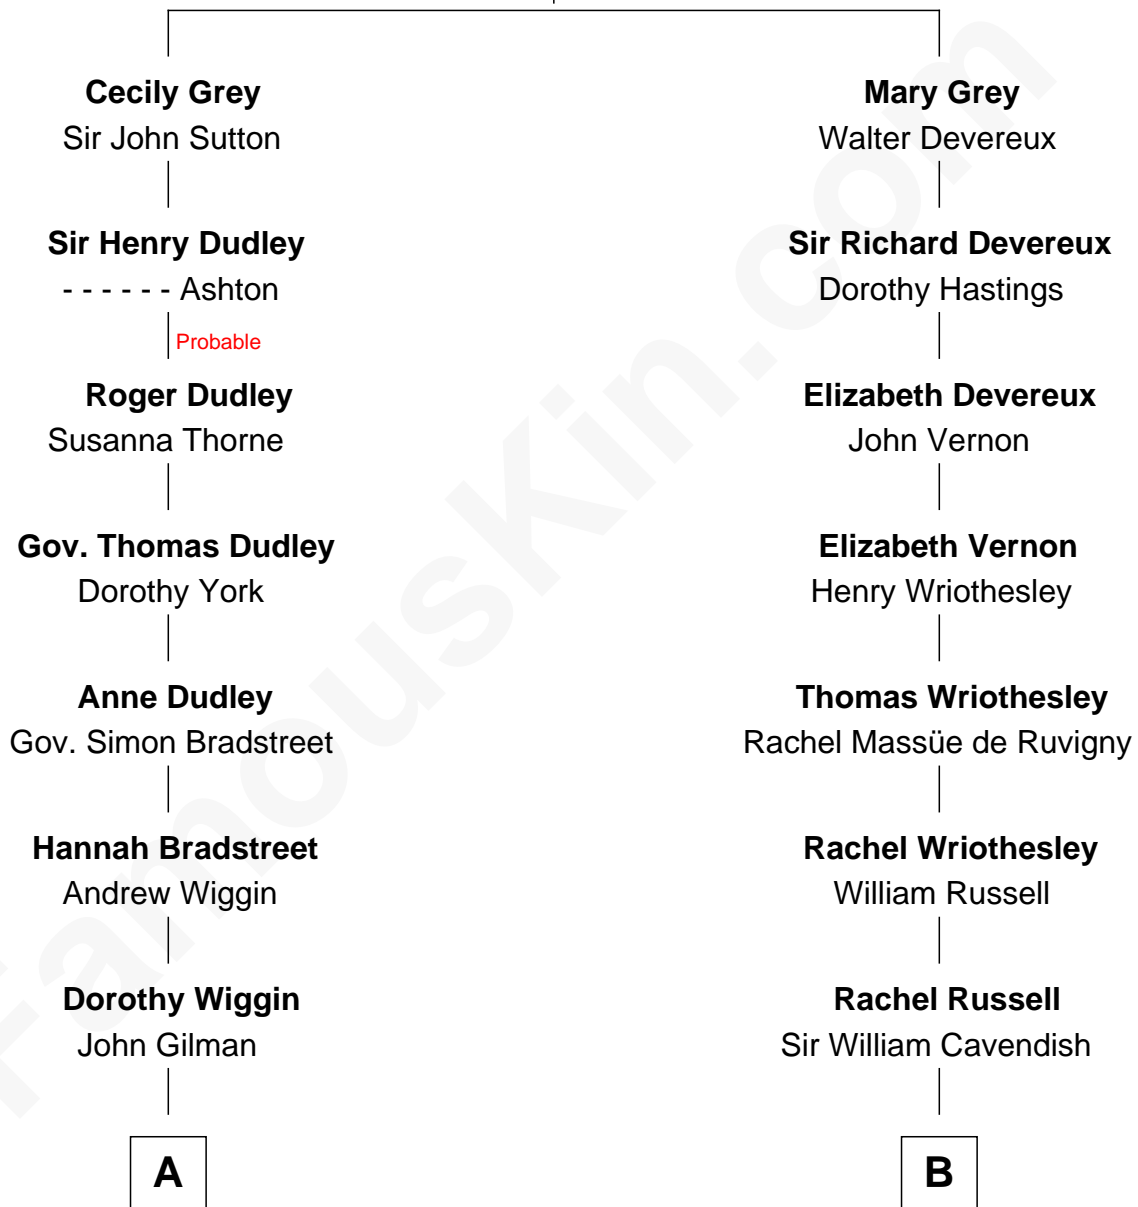 Cecily Grey
Sir John Sutton
Mary Grey
Walter Devereux
Sir Henry Dudley
- - - - - - Ashton
Sir Richard Devereux
Dorothy Hastings
Probable
Roger Dudley
Susanna Thorne
Elizabeth Devereux
John Vernon
Gov. Thomas Dudley
Dorothy York
Elizabeth Vernon
Henry Wriothesley
Anne Dudley
Gov. Simon Bradstreet
Thomas Wriothesley
Rachel Massüe de Ruvigny
Hannah Bradstreet
Andrew Wiggin
Rachel Wriothesley
William Russell
Dorothy Wiggin
John Gilman
Rachel Russell
Sir William Cavendish
A
B
FamousKin.com